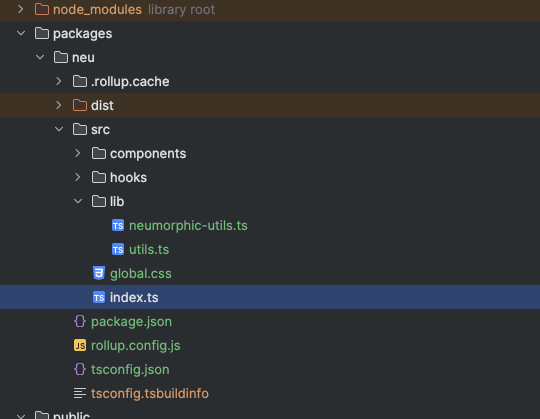 node_modules library root
packages
neu
.rollup.cache
dist
src
components
hooks
lib
TS neumorphic-utils.ts
TS utils.ts
global.css
TS index.ts
{} package.json
JS rollup.config.js
{} tsconfig.json
tsconfig.tsbuildinfo
public